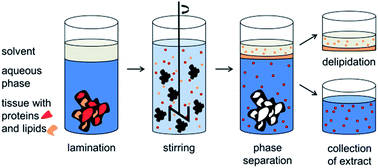 solvent
aqueous
phase
tissue with
proteins
and lipids
lamination
stirring
phase
separation
delipidation
collection
of extract